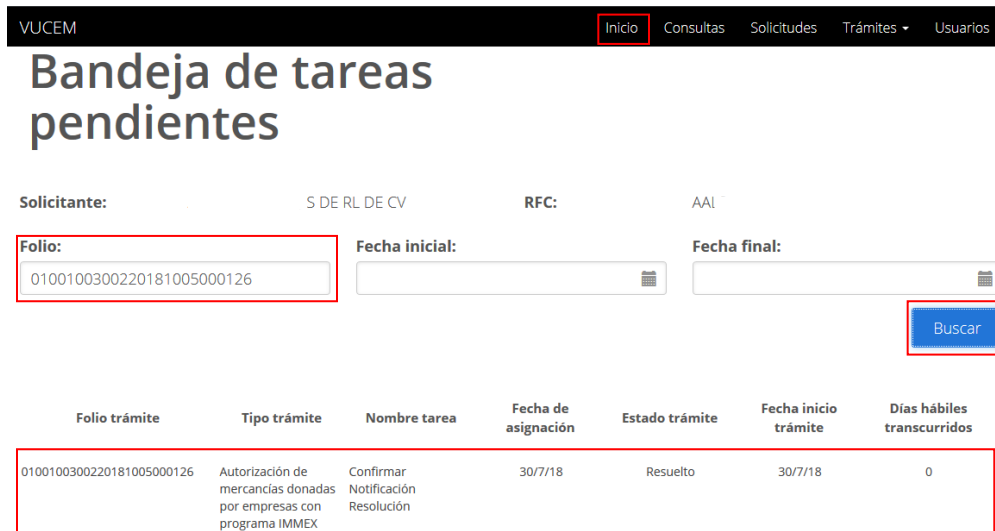 VUCEM Inicio Consultas Solicitudes Trámites Usuarios
Bandeja de tareas
pendientes
Solicitante: S DE RL DE CV RFC: AAL
Folio: Fecha inicial: Fecha final:
0100100300220181005000126
Buscar
Folio trámite Tipo trámite Nombre tarea Fecha de asignación Estado trámite Fecha inicio trámite Días hábiles transcurridos
0100100300220181005000126 Autorización de Confirmar 30/7/18 Resuelto 30/7/18 0
mercancías donadas Notificación
por empresas con Resolución
programa IMMEX